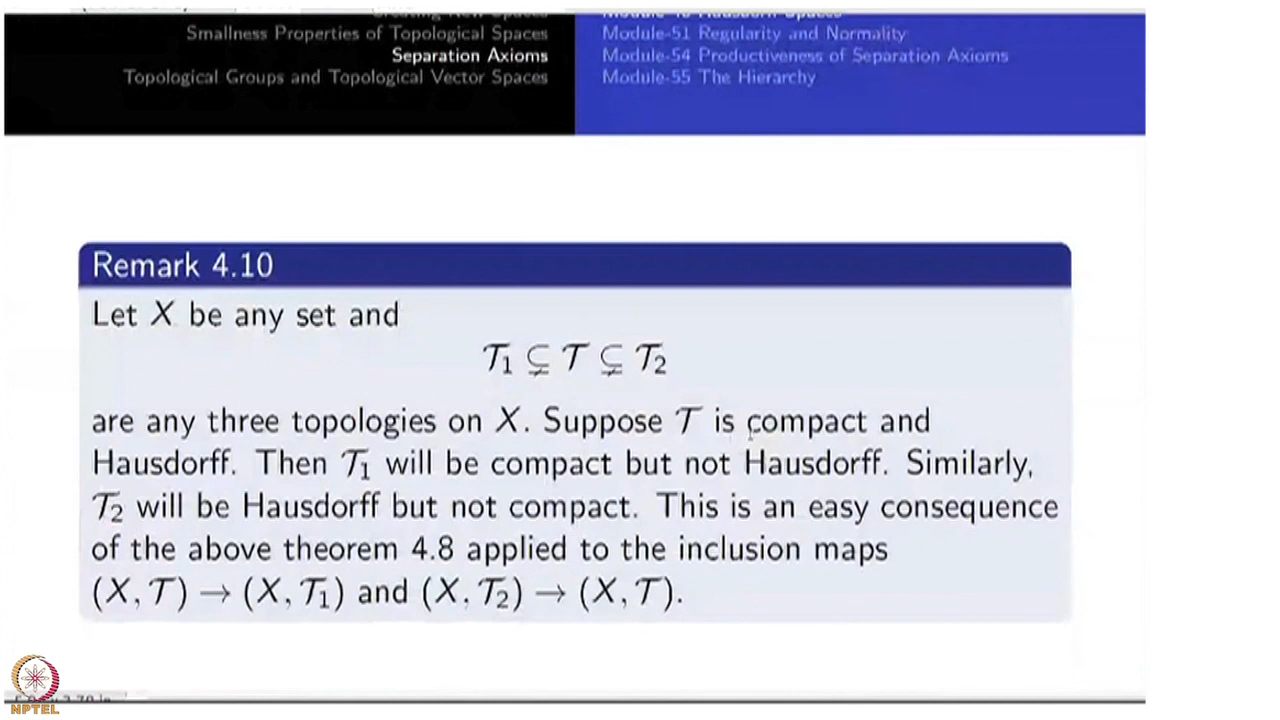 Creating New Spaces
Smallness Properties of Topological Spaces
Separation Axioms
Topological Groups and Topological Vector Spaces
Module-51 Regularity and Normality
Module-54 Productiveness of Separation Axioms
Module-55 The Hierarchy
Remark 4.10
Let X be any set and
𝒯₁ ⊊ 𝒯 ⊊ 𝒯₂
are any three topologies on X. Suppose 𝒯 is compact and
Hausdorff. Then 𝒯₁ will be compact but not Hausdorff. Similarly,
𝒯₂ will be Hausdorff but not compact. This is an easy consequence
of the above theorem 4.8 applied to the inclusion maps
(X, 𝒯) → (X, 𝒯₁) and (X, 𝒯₂) → (X, 𝒯).
NPTEL